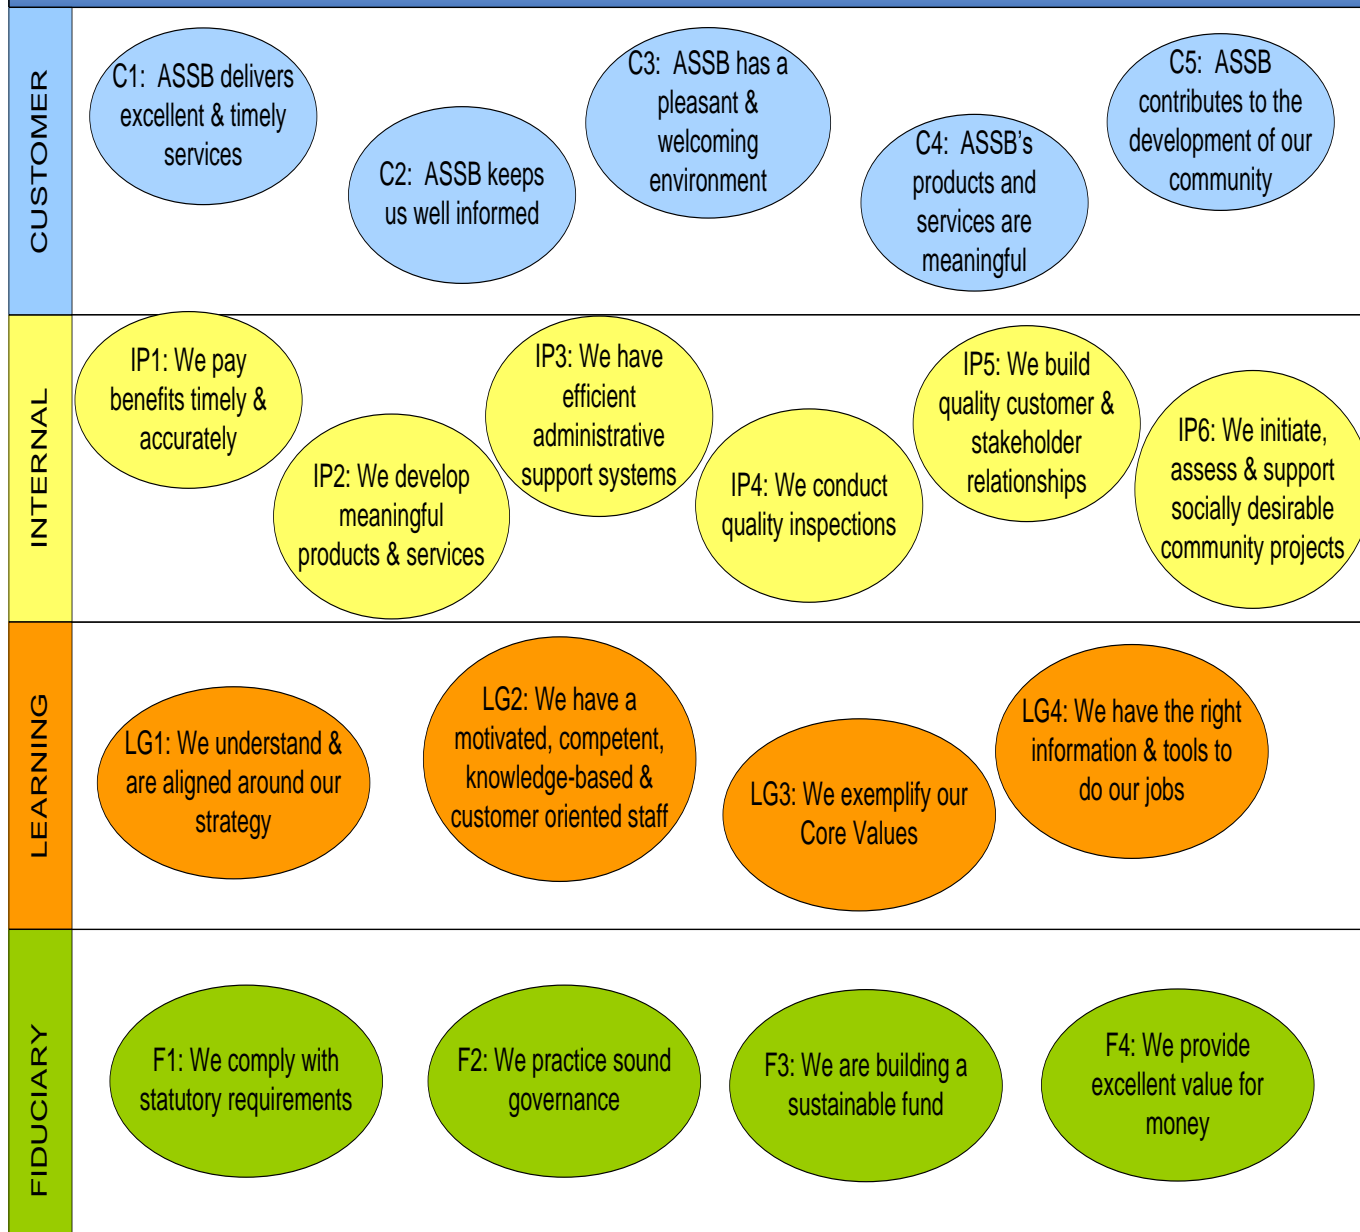 CUSTOMER
C1:  ASSB delivers
excellent & timely
services
C2:  ASSB keeps
us well informed
C3:  ASSB has a
pleasant &
welcoming
environment
C4:  ASSB’s
products and
services are
meaningful
C5:  ASSB
contributes to the
development of our
community
INTERNAL
IP1: We pay
benefits timely &
accurately
IP2: We develop
meaningful
products & services
IP3: We have
efficient
administrative
support systems
IP4: We conduct
quality inspections
IP5: We build
quality customer &
stakeholder
relationships
IP6: We initiate,
assess & support
socially desirable
community projects
LEARNING
LG1: We understand &
are aligned around our
strategy
LG2: We have a
motivated, competent,
knowledge-based &
customer oriented staff
LG3: We exemplify our
Core Values
LG4: We have the right
information & tools to
do our jobs
FIDUCIARY
F1: We comply with
statutory requirements
F2: We practice sound
governance
F3: We are building a
sustainable fund
F4: We provide
excellent value for
money